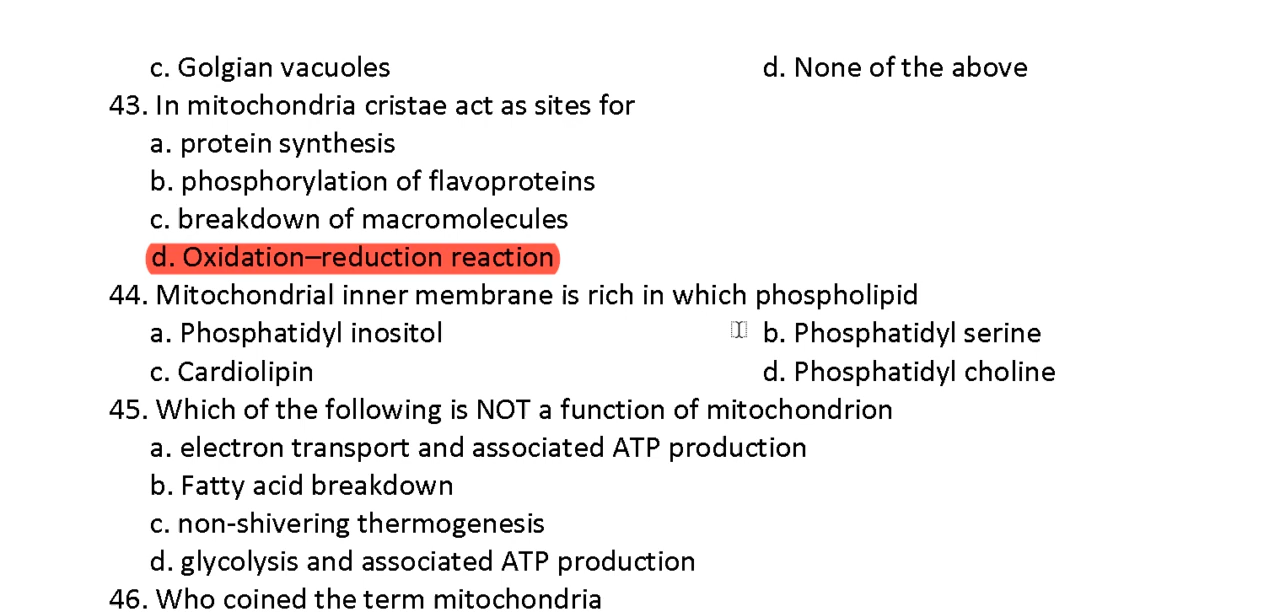 c. Golgian vacuoles d. None of the above
43. In mitochondria cristae act as sites for
a. protein synthesis
b. phosphorylation of flavoproteins
c. breakdown of macromolecules
d. Oxidation–reduction reaction
44. Mitochondrial inner membrane is rich in which phospholipid
a. Phosphatidyl inositol b. Phosphatidyl serine
c. Cardiolipin d. Phosphatidyl choline
45. Which of the following is NOT a function of mitochondrion
a. electron transport and associated ATP production
b. Fatty acid breakdown
c. non-shivering thermogenesis
d. glycolysis and associated ATP production
46. Who coined the term mitochondria